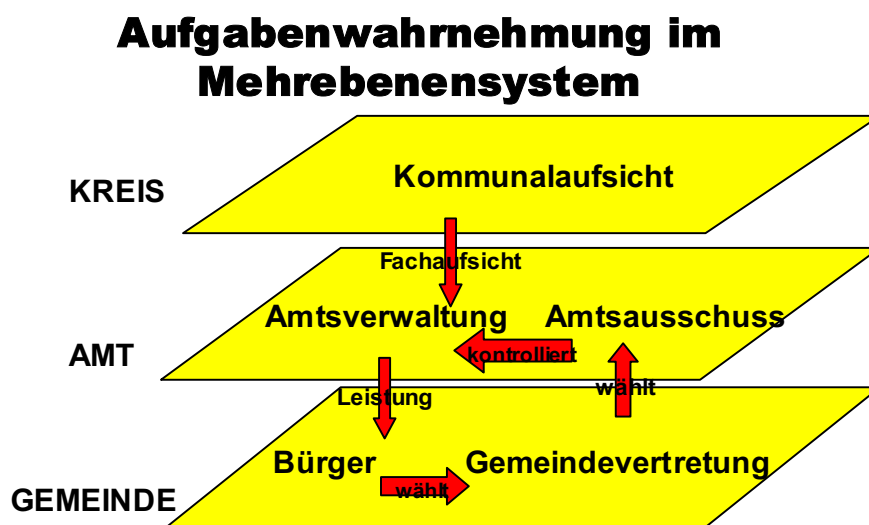 Aufgabenwahrnehmung im
Mehrebenensystem
KREIS
Kommunalaufsicht
Fachaufsicht
Amtsverwaltung
Amtsausschuss
AMT
kontrolliert
wählt
Leistung
Bürger
Gemeindevertretung
GEMEINDE
wählt